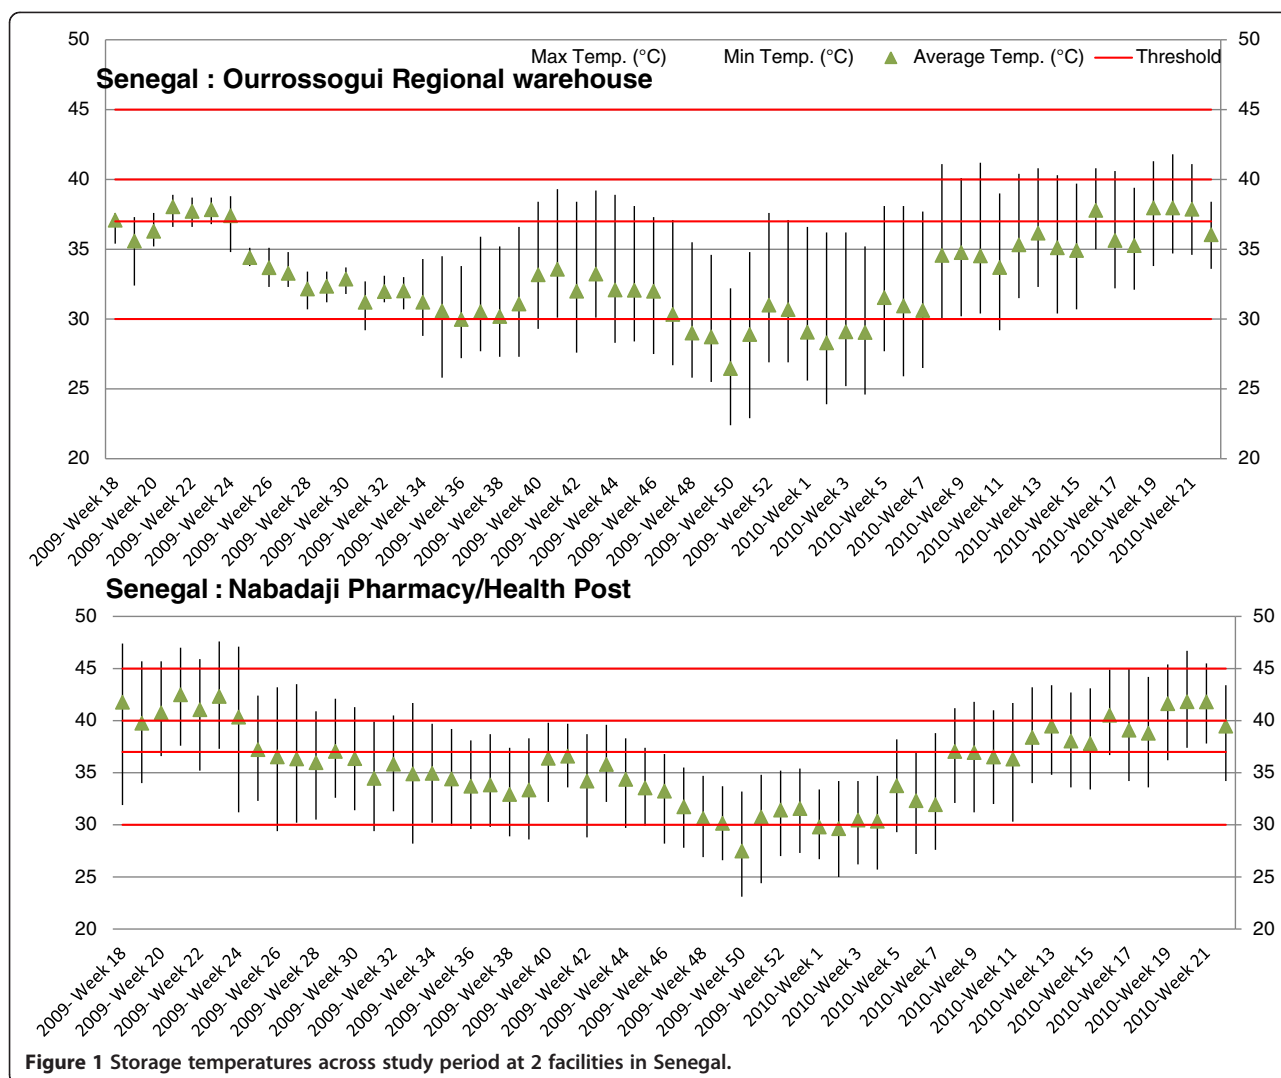 Max Temp. (°C) Min Temp. (°C) Average Temp. (°C) Threshold
Senegal : Ourrossogui Regional warehouse
50 50
45 45
40 40
35 35
30 30
25 25
20 20
2009- Week 18
2009- Week 20
2009- Week 22
2009- Week 24
2009- Week 26
2009- Week 28
2009- Week 30
2009- Week 32
2009- Week 34
2009- Week 36
2009- Week 38
2009- Week 40
2009- Week 42
2009- Week 44
2009- Week 46
2009- Week 48
2009- Week 50
2009- Week 52
2010-Week 1
2010-Week 3
2010-Week 5
2010-Week 7
2010-Week 9
2010-Week 11
2010-Week 13
2010-Week 15
2010-Week 17
2010-Week 19
2010-Week 21
Senegal : Nabadaji Pharmacy/Health Post
50 50
45 45
40 40
35 35
30 30
25 25
20 20
2009- Week 18
2009- Week 20
2009- Week 22
2009- Week 24
2009- Week 26
2009- Week 28
2009- Week 30
2009- Week 32
2009- Week 34
2009- Week 36
2009- Week 38
2009- Week 40
2009- Week 42
2009- Week 44
2009- Week 46
2009- Week 48
2009- Week 50
2009- Week 52
2010-Week 1
2010-Week 3
2010-Week 5
2010-Week 7
2010-Week 9
2010-Week 11
2010-Week 13
2010-Week 15
2010-Week 17
2010-Week 19
2010-Week 21
Figure 1 Storage temperatures across study period at 2 facilities in Senegal.